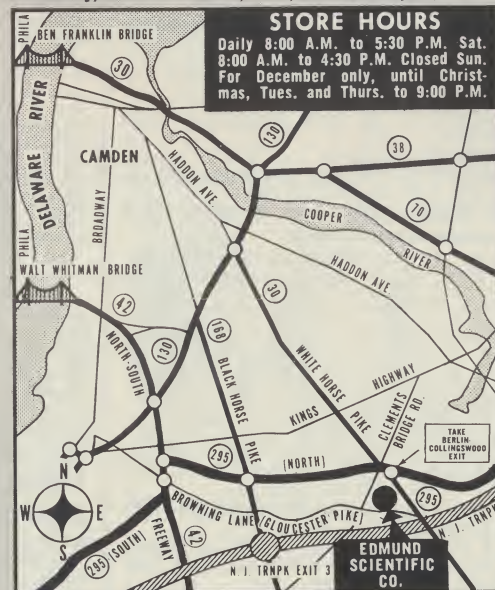 STORE HOURS
Daily 8:00 A.M. to 5:30 P.M. Sat.
8:00 A.M. to 4:30 P.M. Closed Sun.
For December only, until Christ-
mas, Tues. and Thurs. to 9:00 P.M.
PHILA
BEN FRANKLIN BRIDGE
30
130
38
DELAWARE RIVER
CAMDEN
HADDON AVE.
70
BROADWAY
COOPER
RIVER
PHILA
HADDON AVE.
WALT WHITMAN BRIDGE
42
30
NORTH-SOUTH
130
168
BLACK HORSE PIKE
WHITE HORSE PIKE
KINGS HIGHWAY
CLEMENTS
BRIDGE RD.
TAKE
BERLIN-
COLLINGSWOOD
EXIT
295
(NORTH)
295
N
W E
S
BROWNING LANE (GLOUCESTER PIKE)
295 (SOUTH)
FREEWAY
42
N. J. TRNPK EXIT 3
N. J. TRNPK
EDMUND
SCIENTIFIC
CO.